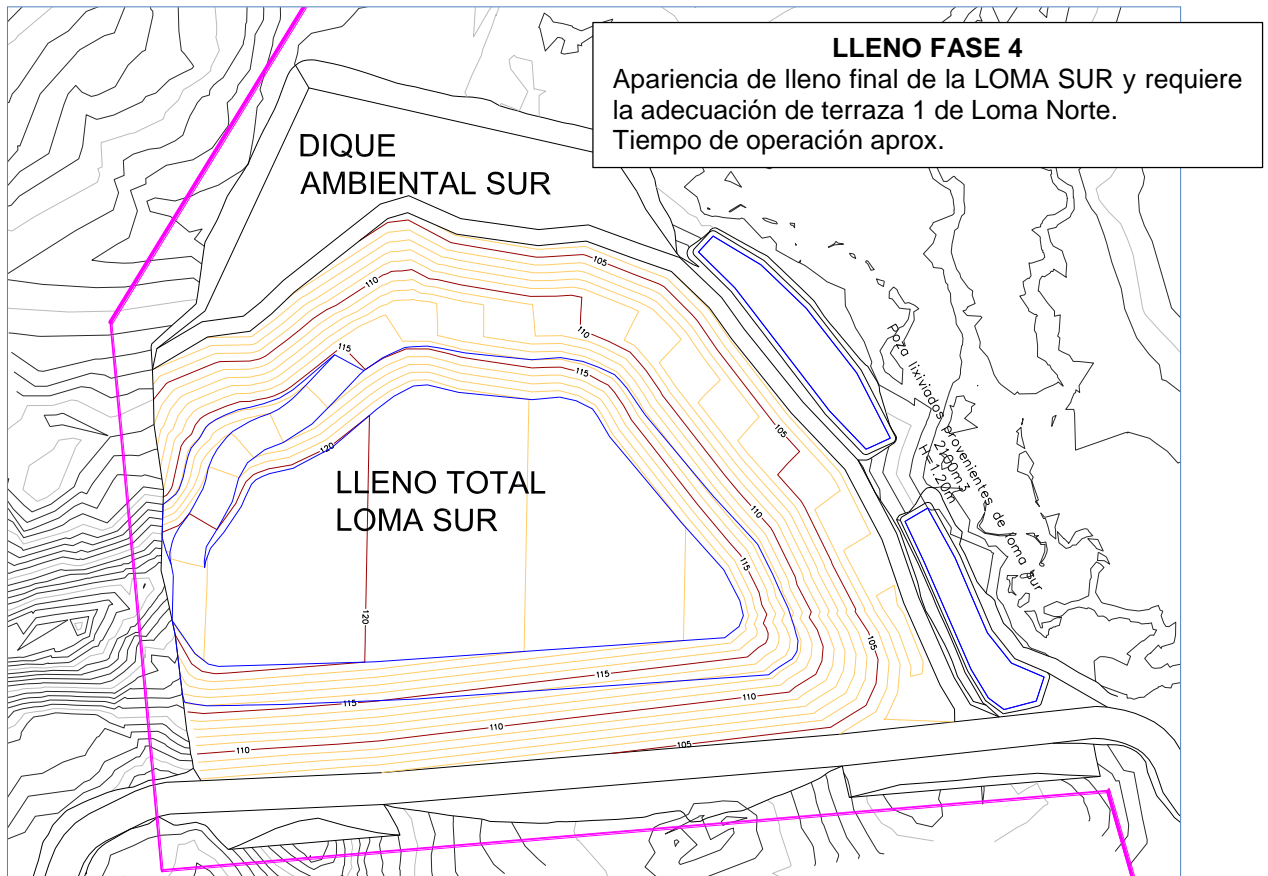 LLENO FASE 4
Apariencia de lleno final de la LOMA SUR y requiere
la adecuación de terraza 1 de Loma Norte.
Tiempo de operación aprox.
DIQUE
AMBIENTAL SUR
105
110
110
115
115
Poza lixiviados provenientes de loma sur
2100m3
H=1.20m
105
120
LLENO TOTAL
LOMA SUR
110
115
120
105
115
115
110
110
110
105